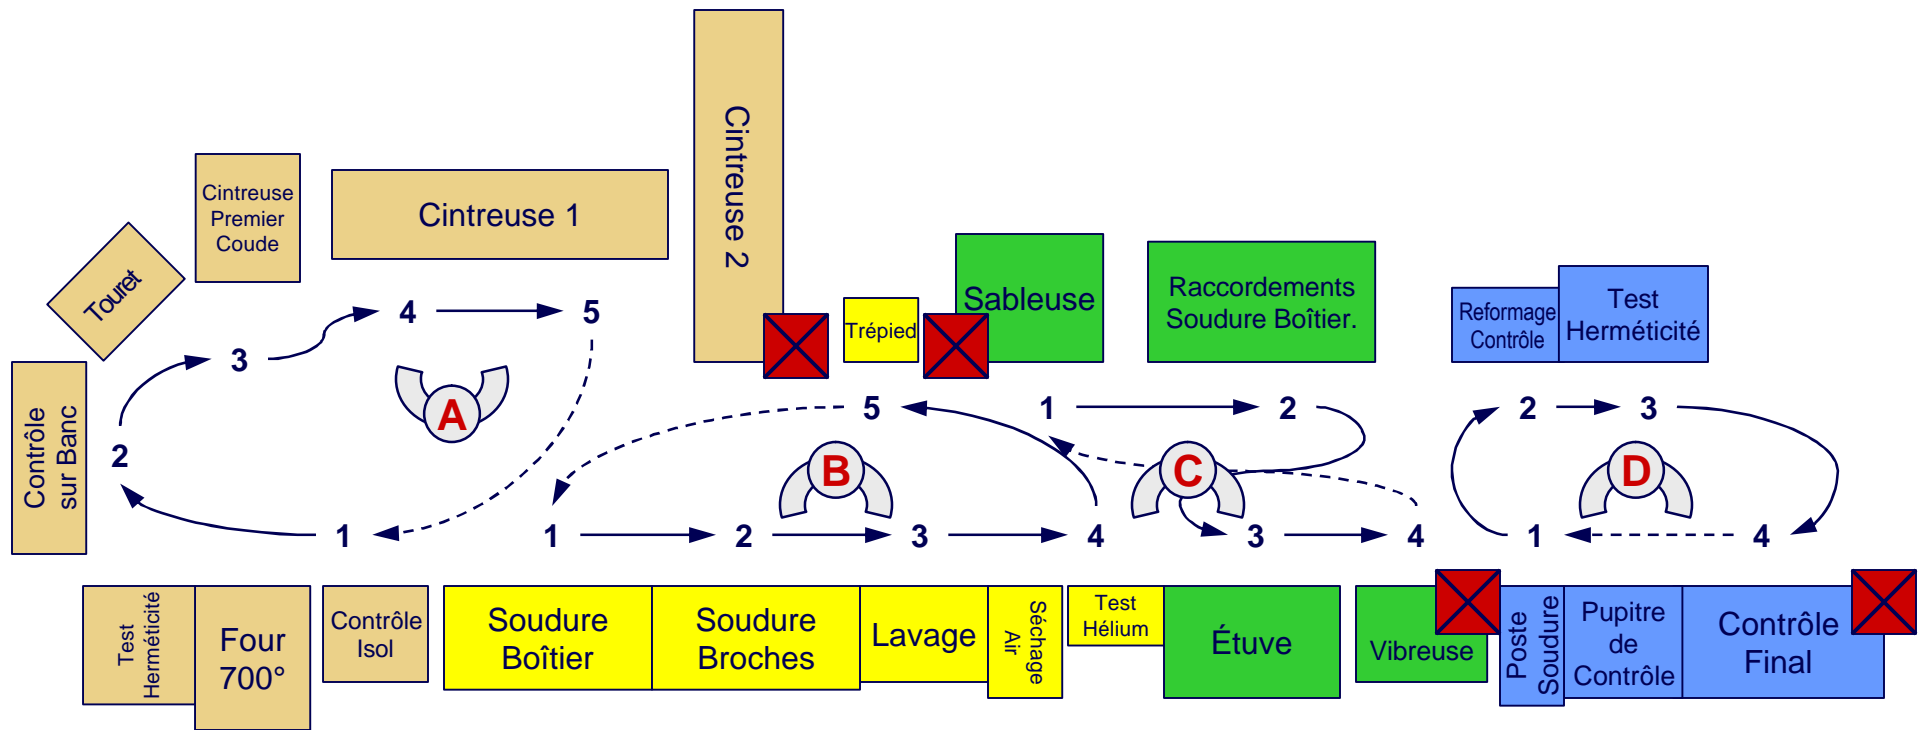 Cintreuse 2
Cintreuse
Premier
Coude
Cintreuse 1
Touret
Sableuse
Raccordements
Soudure Boîtier.
Reformage
Contrôle
Test
Herméticité
Trépied
4
5
3
A
Contrôle
sur Banc
2
1
5
B
1
2
3
4
1
2
C
3
4
2
3
D
1
4
Test
Herméticité
Four
700°
Contrôle
Isol
Soudure
Boîtier
Soudure
Broches
Lavage
Séchage
Air
Test
Hélium
Étuve
Vibreuse
Poste
Soudure
Pupitre
de
Contrôle
Contrôle
Final